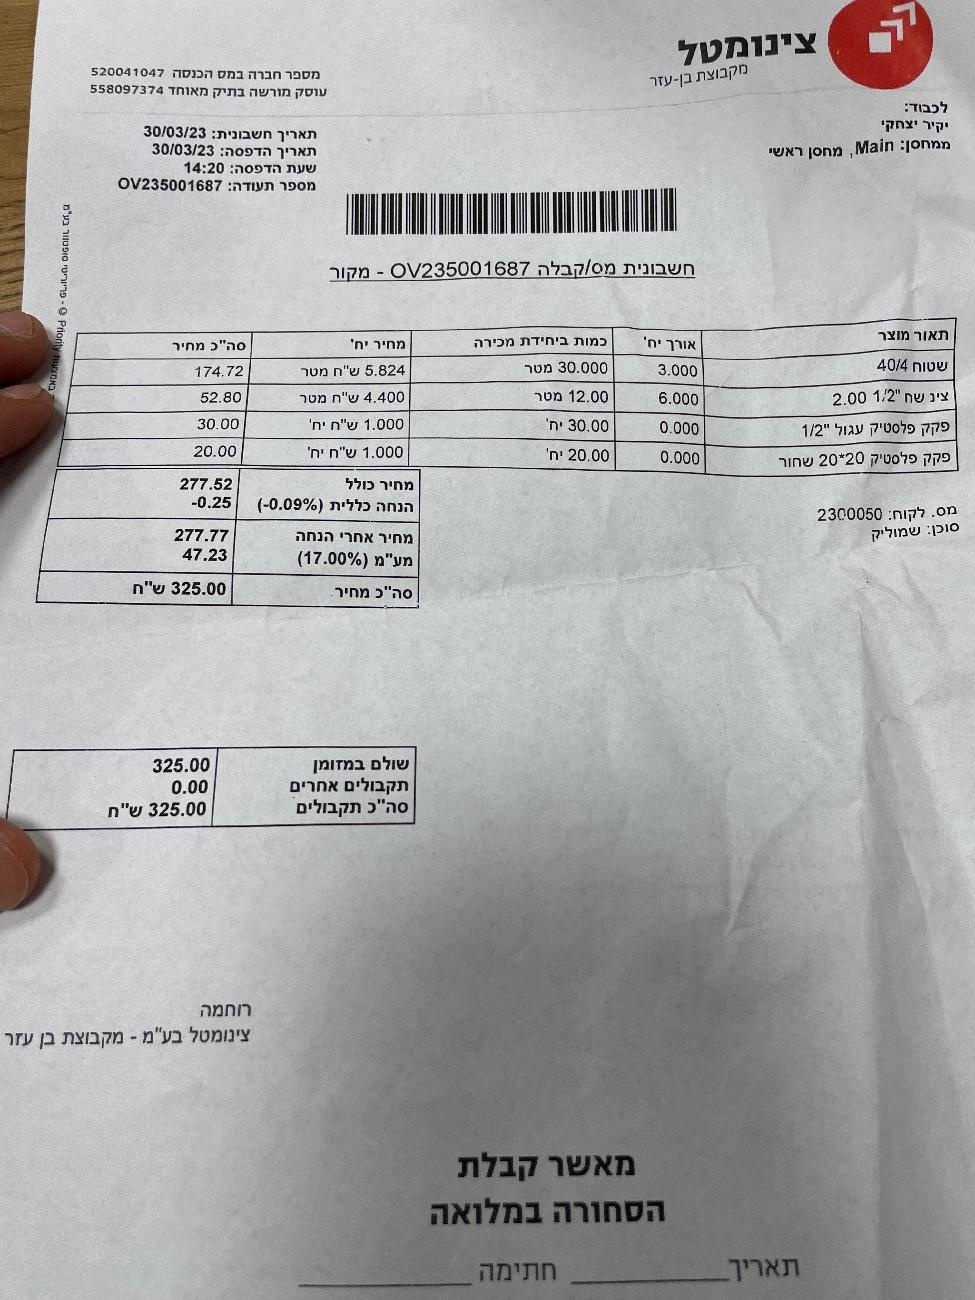 צינומטל
מקבוצת בן-עזר
מספר חברה במס הכנסה 520041047
עוסק מורשה בתיק מאוחד 558097374
לכבוד:
יקיר יצחקי
ממחסן: Main, מחסן ראשי
תאריך חשבונית: 30/03/23
תאריך הדפסה: 30/03/23
שעת הדפסה: 14:20
מספר תעודה: OV235001687
חשבונית מס/קבלה OV235001687 - מקור
תאור מוצר אורך יח' כמות ביחידת מכירה מחיר יח' סה"כ מחיר
שטוח 40/4 3.000 30.000 מטר 5.824 ש"ח מטר 174.72
צינ שח 1/2" 2.00 6.000 12.00 מטר 4.400 ש"ח מטר 52.80
פקק פלסטיק עגול 1/2" 0.000 30.00 יח' 1.000 ש"ח יח' 30.00
פקק פלסטיק 20*20 שחור 0.000 20.00 יח' 1.000 ש"ח יח' 20.00
מחיר כולל 277.52
הנחה כללית (-0.09%) -0.25
מחיר אחרי הנחה 277.77
מע"מ (17.00%) 47.23
סה"כ מחיר 325.00 ש"ח
מס. לקוח: 2300050
סוכן: שמוליק
שולם במזומן 325.00
תקבולים אחרים 0.00
סה"כ תקבולים 325.00 ש"ח
באמצעות Priority © - פריוריטי סופטוור בע"מ
רוחמה
צינומטל בע"מ - מקבוצת בן עזר
מאשר קבלת
הסחורה במלואה
תאריך __________ חתימה __________